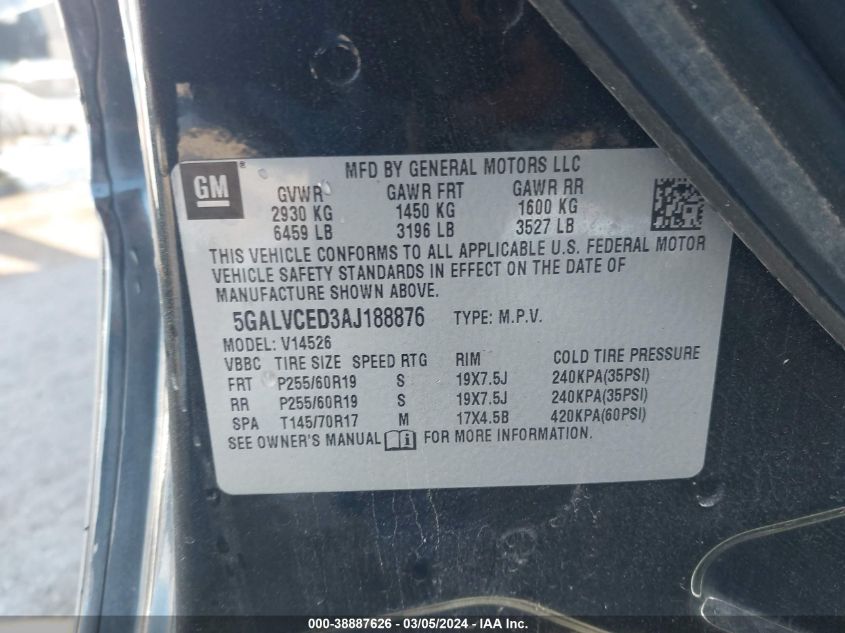 MFD BY GENERAL MOTORS LLC
GM ®
GVWR GAWR FRT GAWR RR
2930 KG 1450 KG 1600 KG
6459 LB 3196 LB 3527 LB
THIS VEHICLE CONFORMS TO ALL APPLICABLE U.S. FEDERAL MOTOR
VEHICLE SAFETY STANDARDS IN EFFECT ON THE DATE OF
MANUFACTURE SHOWN ABOVE.
5GALVCED3AJ188876 TYPE: M.P.V.
MODEL: V14526
VBBC TIRE SIZE SPEED RTG RIM COLD TIRE PRESSURE
FRT P255/60R19 S 19X7.5J 240KPA(35PSI)
RR P255/60R19 S 19X7.5J 240KPA(35PSI)
SPA T145/70R17 M 17X4.5B 420KPA(60PSI)
SEE OWNER'S MANUAL i FOR MORE INFORMATION.
000-38887626 - 03/05/2024 - IAA, Inc.